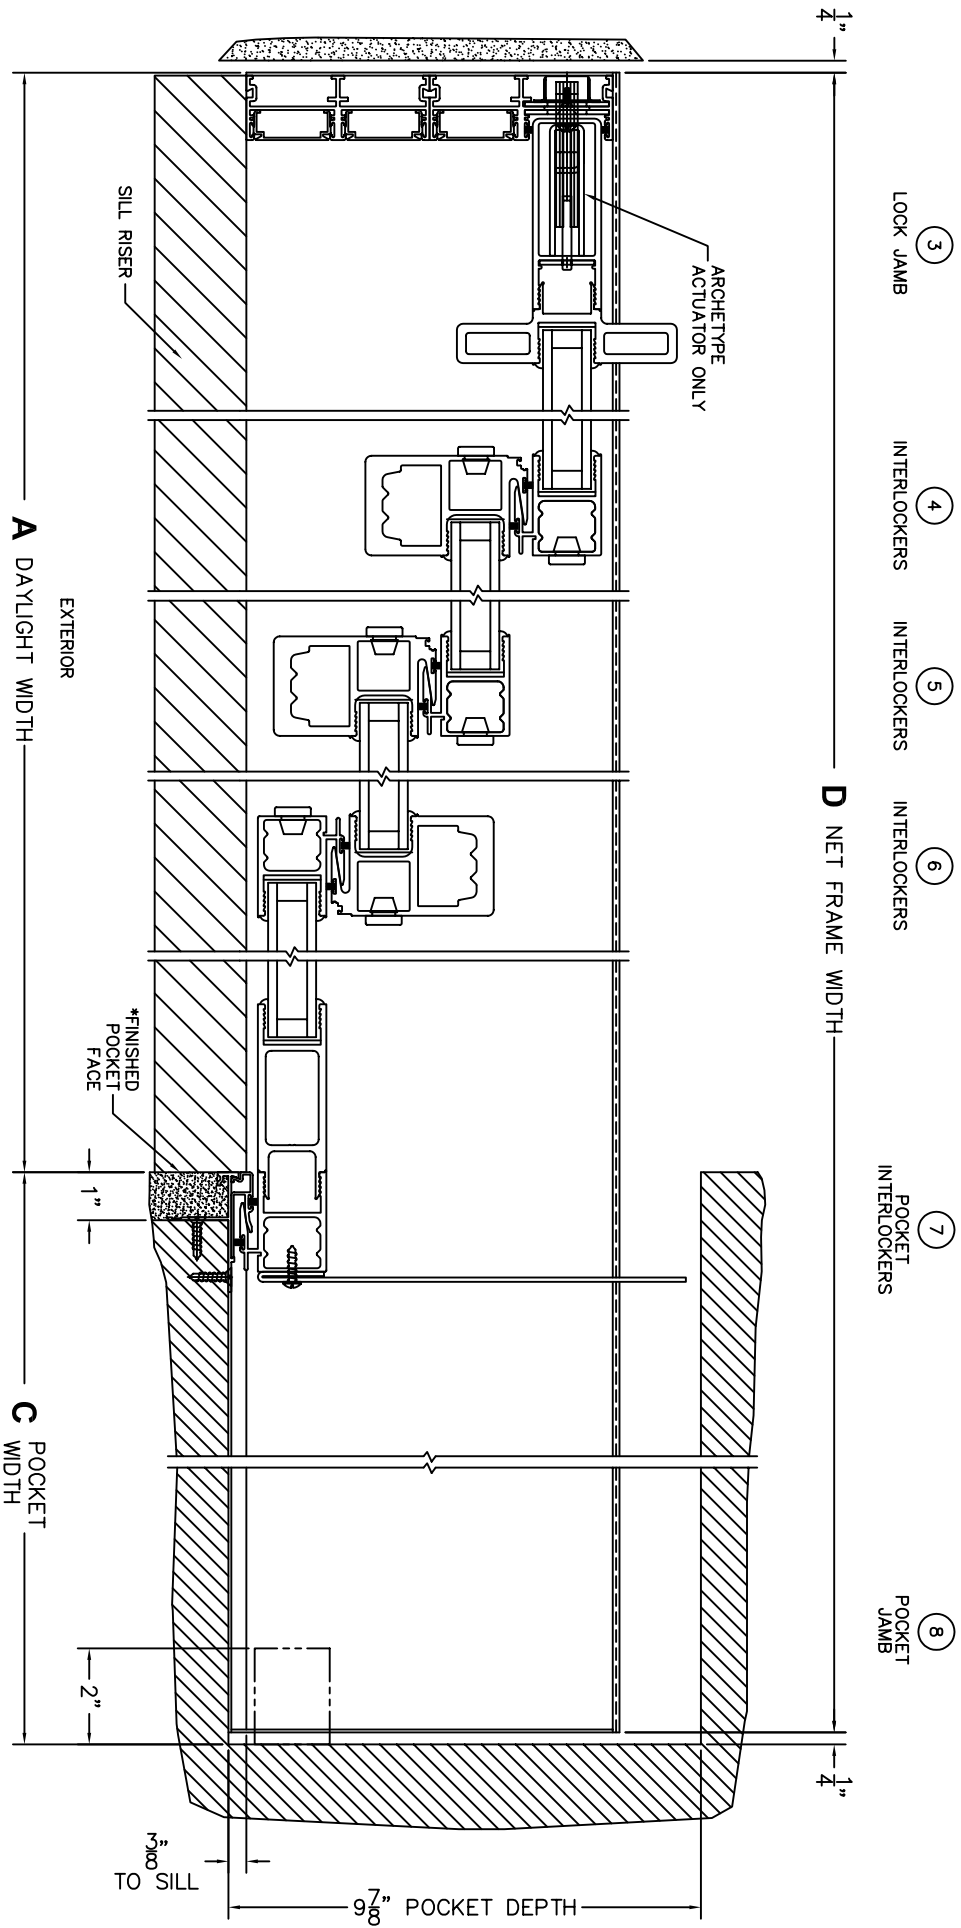 1/4"
3
LOCK JAMB
4
INTERLOCKERS
5
INTERLOCKERS
6
INTERLOCKERS
7
POCKET
INTERLOCKERS
8
POCKET
JAMB
D NET FRAME WIDTH
1/4"
ARCHETYPE
ACTUATOR ONLY
SILL RISER
EXTERIOR
*FINISHED
POCKET
FACE
1"
2"
A DAYLIGHT WIDTH
C POCKET
WIDTH
3/8"
TO SILL
9 7/8" POCKET DEPTH